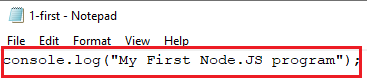 1-first - Notepad
File Edit Format View Help
console.log("My First Node.JS program");